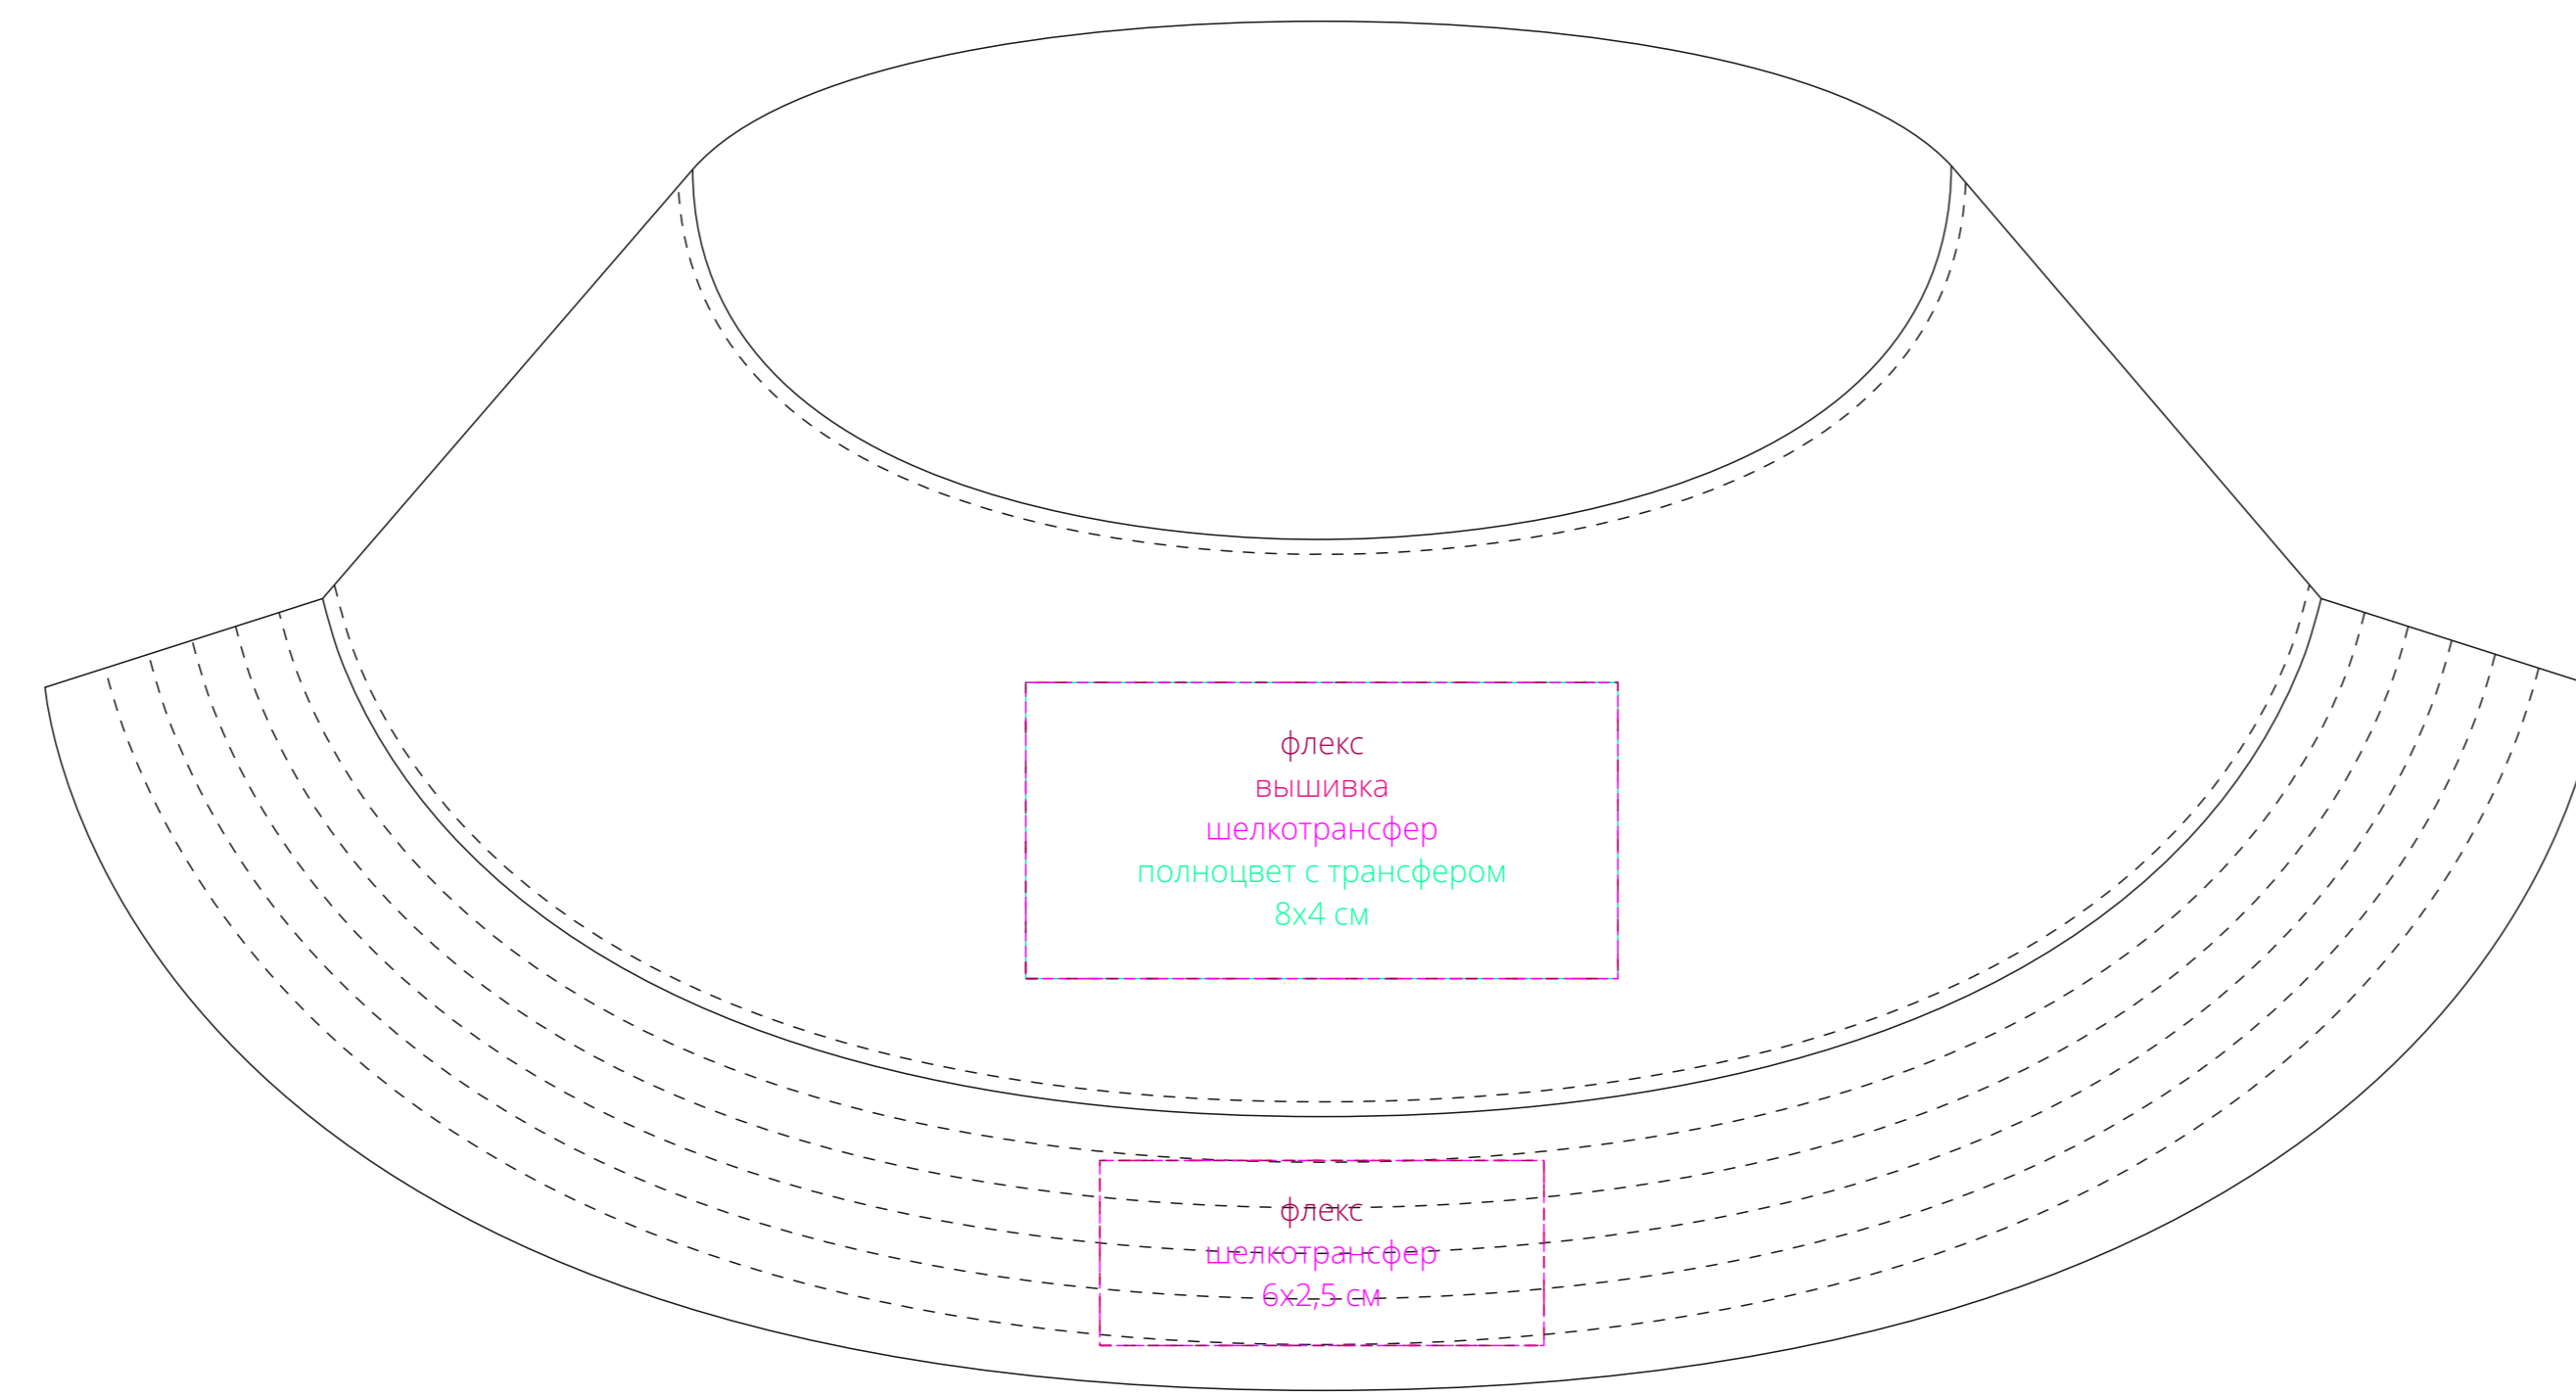 флекс
вышивка
шелкотрансфер
полноцвет с трансфером
8х4 см
флекс
шелкотрансфер
6х2,5 см